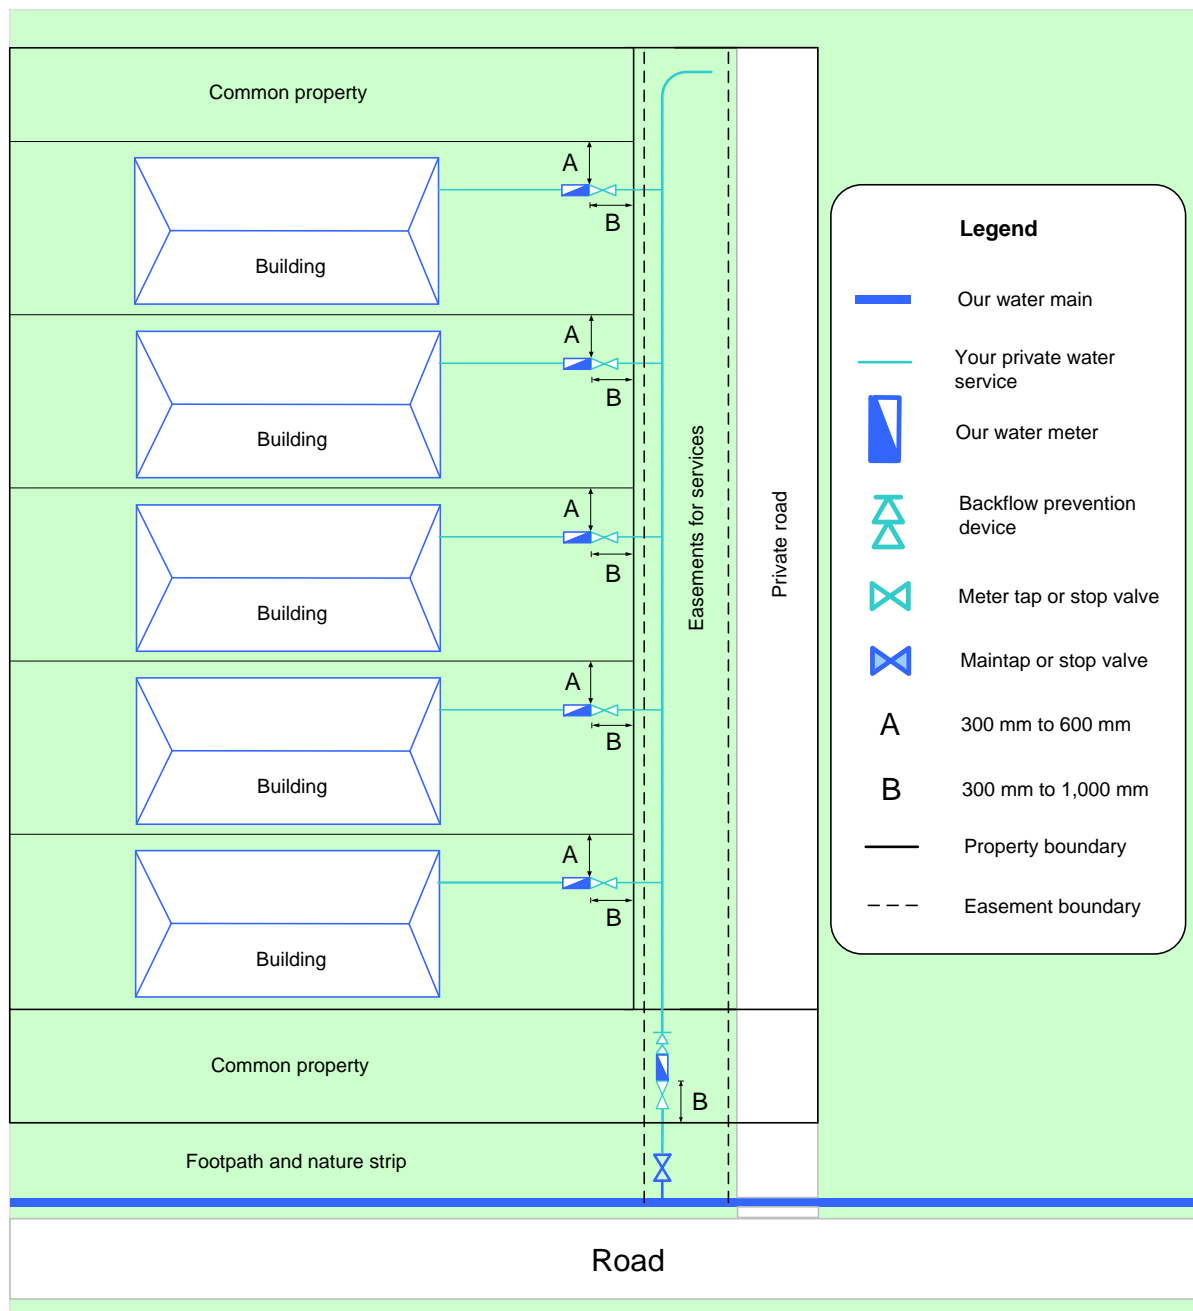 Common property
A
B
Building
A
B
Building
A
B
Building
A
B
Building
A
B
Building
Common property
B
Footpath and nature strip
Road
Easements for services
Private road
Legend
Our water main
Your private water
service
Our water meter
Backflow prevention
device
Meter tap or stop valve
Maintap or stop valve
A
300 mm to 600 mm
B
300 mm to 1,000 mm
Property boundary
Easement boundary